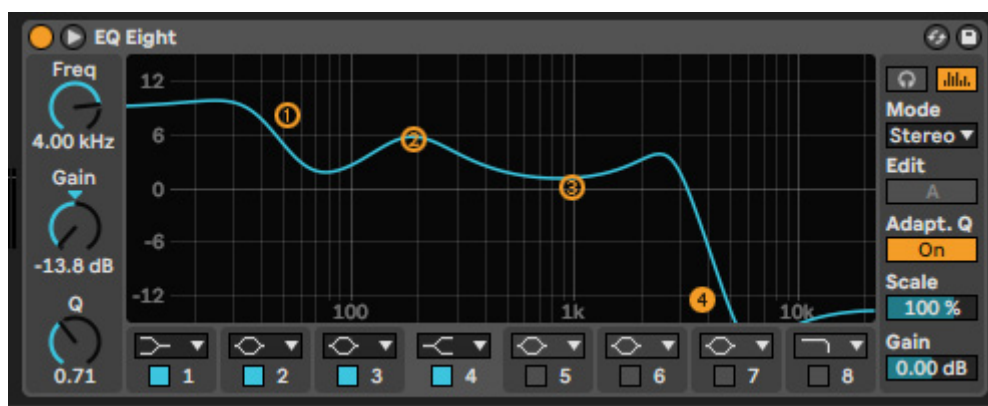 EQ Eight
Freq
4.00 kHz
Gain
-13.8 dB
Q
0.71
12
6
0
-6
-12
100
1k
10k
1
2
3
4
1
2
3
4
5
6
7
8
Mode
Stereo
Edit
A
Adapt. Q
On
Scale
100 %
Gain
0.00 dB